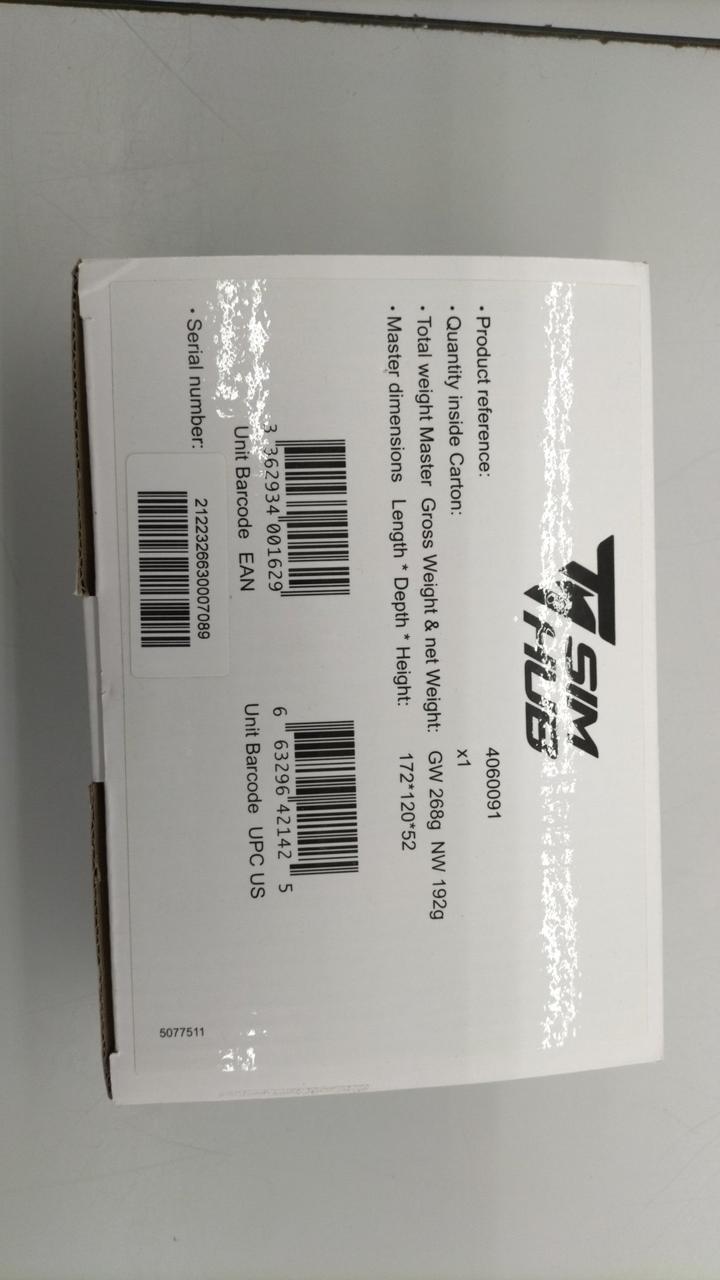 TM SIM
HUB
• Product reference: 4060091
• Quantity inside Carton: x1
• Total weight Master Gross Weight & net Weight: GW 268g NW 192g
• Master dimensions Length * Depth * Height: 172*120*52
3 362934 001629
Unit Barcode EAN
6 63296 42142 5
Unit Barcode UPC US
• Serial number:
2122326630007089
5077511